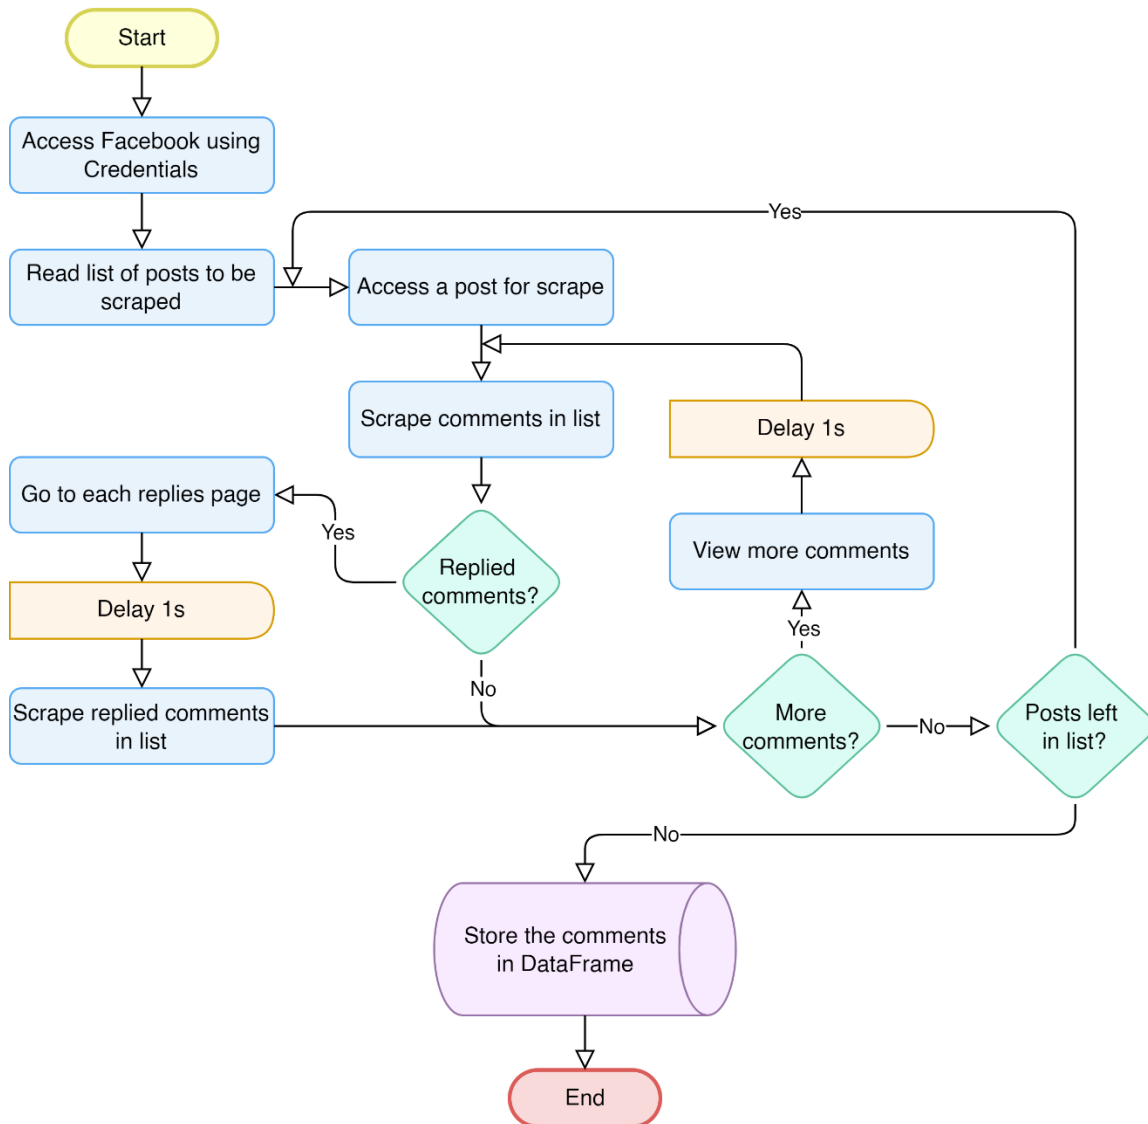 Start
Access Facebook using
Credentials
Yes
Read list of posts to be
scraped
Access a post for scrape
Scrape comments in list
Delay 1s
Go to each replies page
Yes
View more comments
Replied
comments?
Delay 1s
Yes
No
Scrape replied comments
in list
More
comments?
No
Posts left
in list?
No
Store the comments
in DataFrame
End